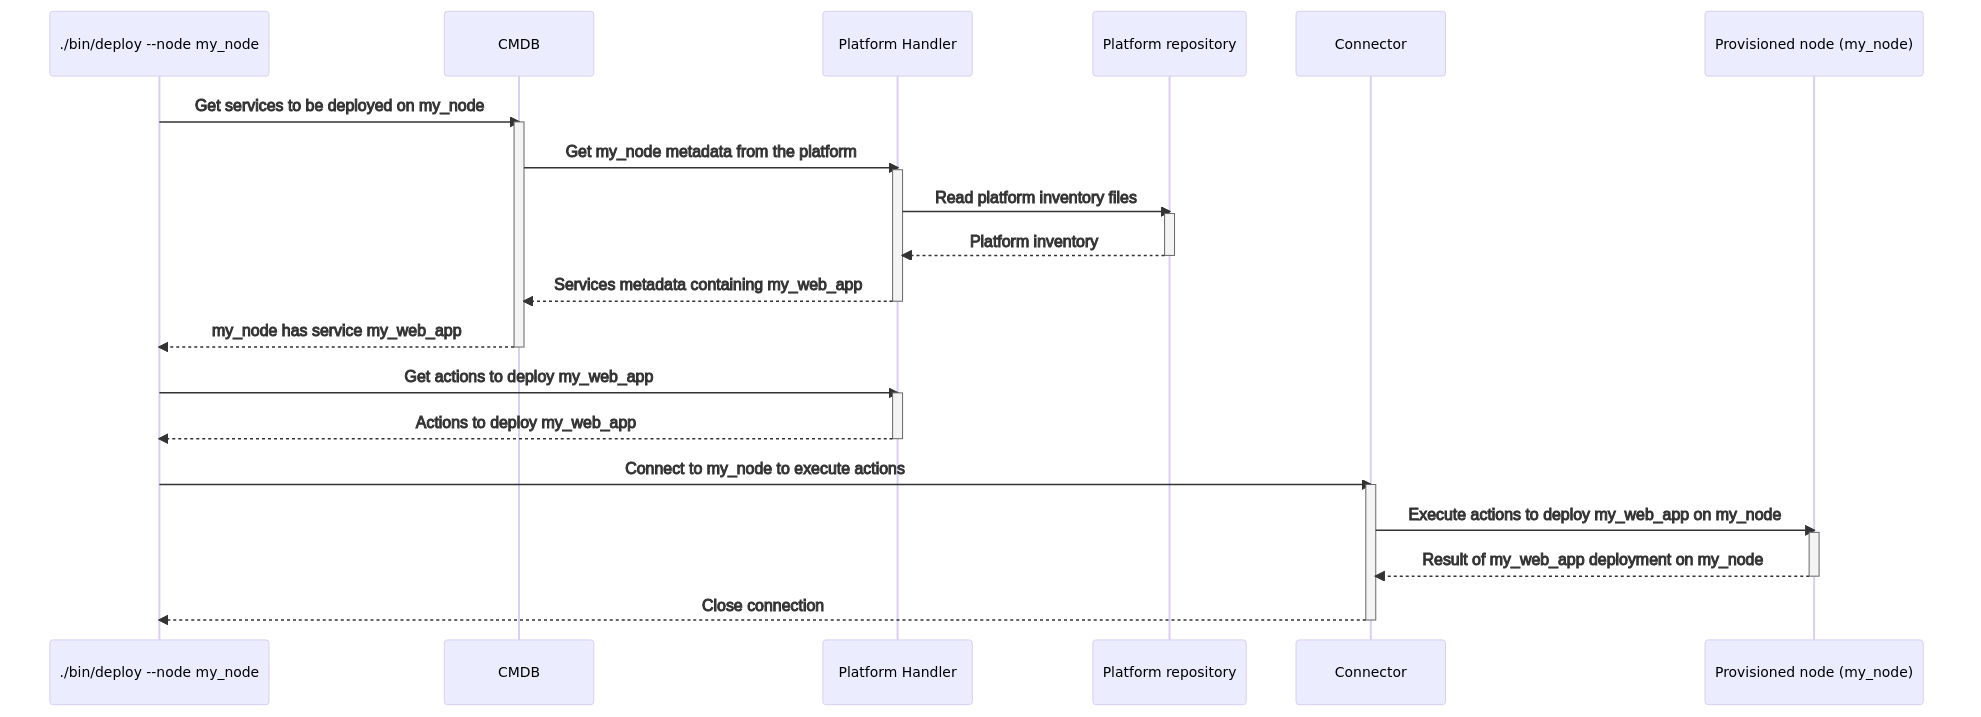 ./bin/deploy --node my_node
CMDB
Platform Handler
Platform repository
Connector
Provisioned node (my_node)
Get services to be deployed on my_node
Get my_node metadata from the platform
Read platform inventory files
Platform inventory
Services metadata containing my_web_app
my_node has service my_web_app
Get actions to deploy my_web_app
Actions to deploy my_web_app
Connect to my_node to execute actions
Execute actions to deploy my_web_app on my_node
Result of my_web_app deployment on my_node
Close connection
./bin/deploy --node my_node
CMDB
Platform Handler
Platform repository
Connector
Provisioned node (my_node)